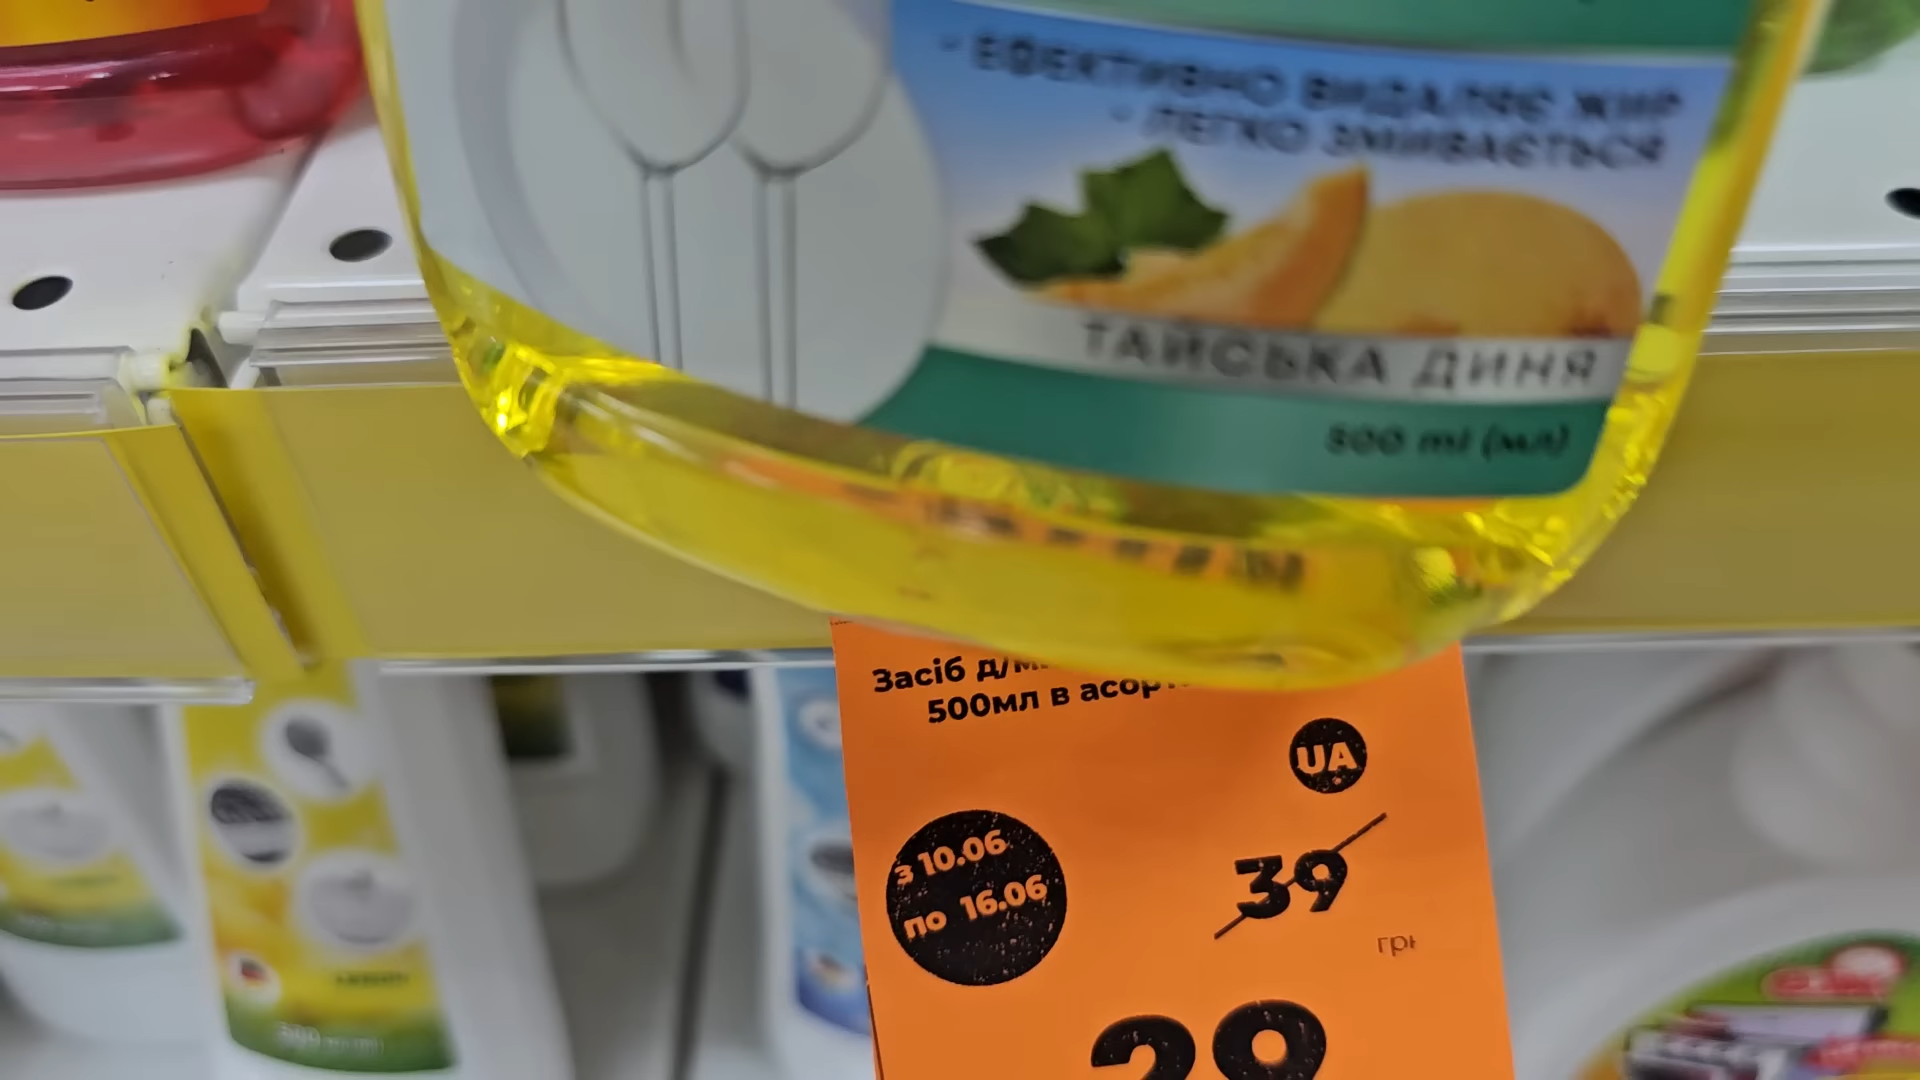 - ЕФЕКТИВНО ВИДАЛЯЄ ЖИР
- ЛЕГКО ЗМИВАЄТЬСЯ
ТАЙСЬКА ДИНЯ
500 ml (мл)
Засіб
500мл в
UA
з 10.06
по 16.06
39
грн
29